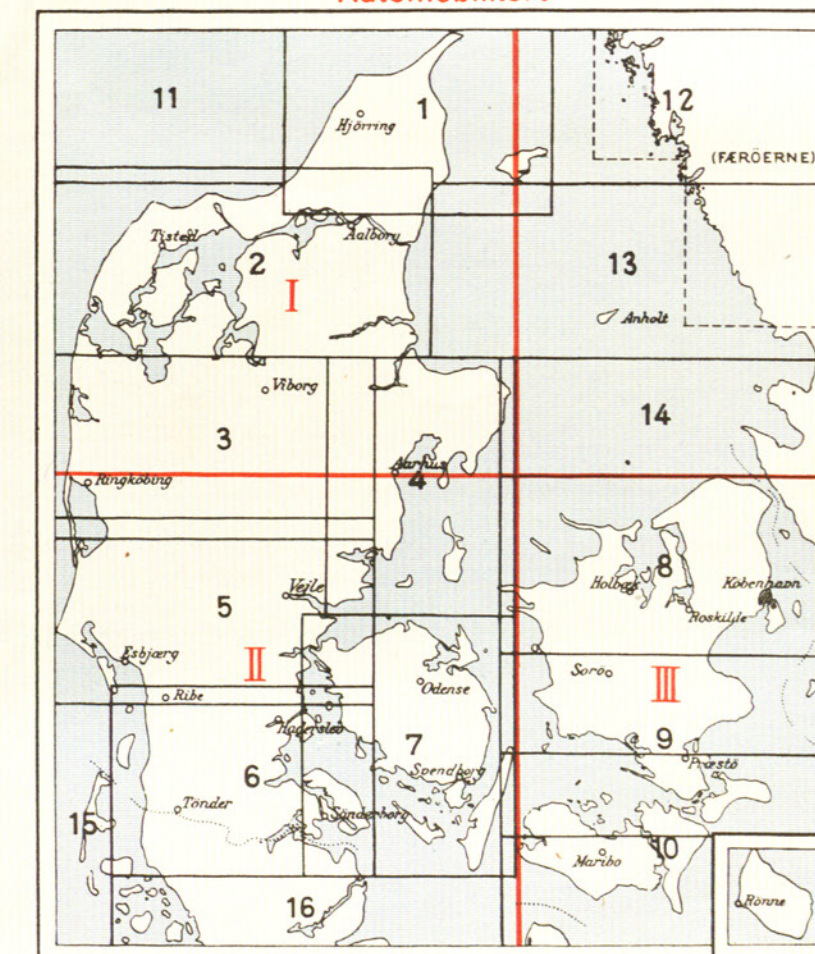 11
1
12
Hjörring
(FÆRÖERNE)
Tisted
Aalborg
2
13
I
Anholt
Viborg
14
3
Aarhus
Ringköbing
4
8
Holbæk
Köbenhavn
Vejle
5
Roskilde
Esbjærg
II
Sorö
III
Ribe
Odense
Haderslev
7
9
Svendborg
Præstö
6
Tönder
Sönderborg
15
Maribo
10
Rönne
16